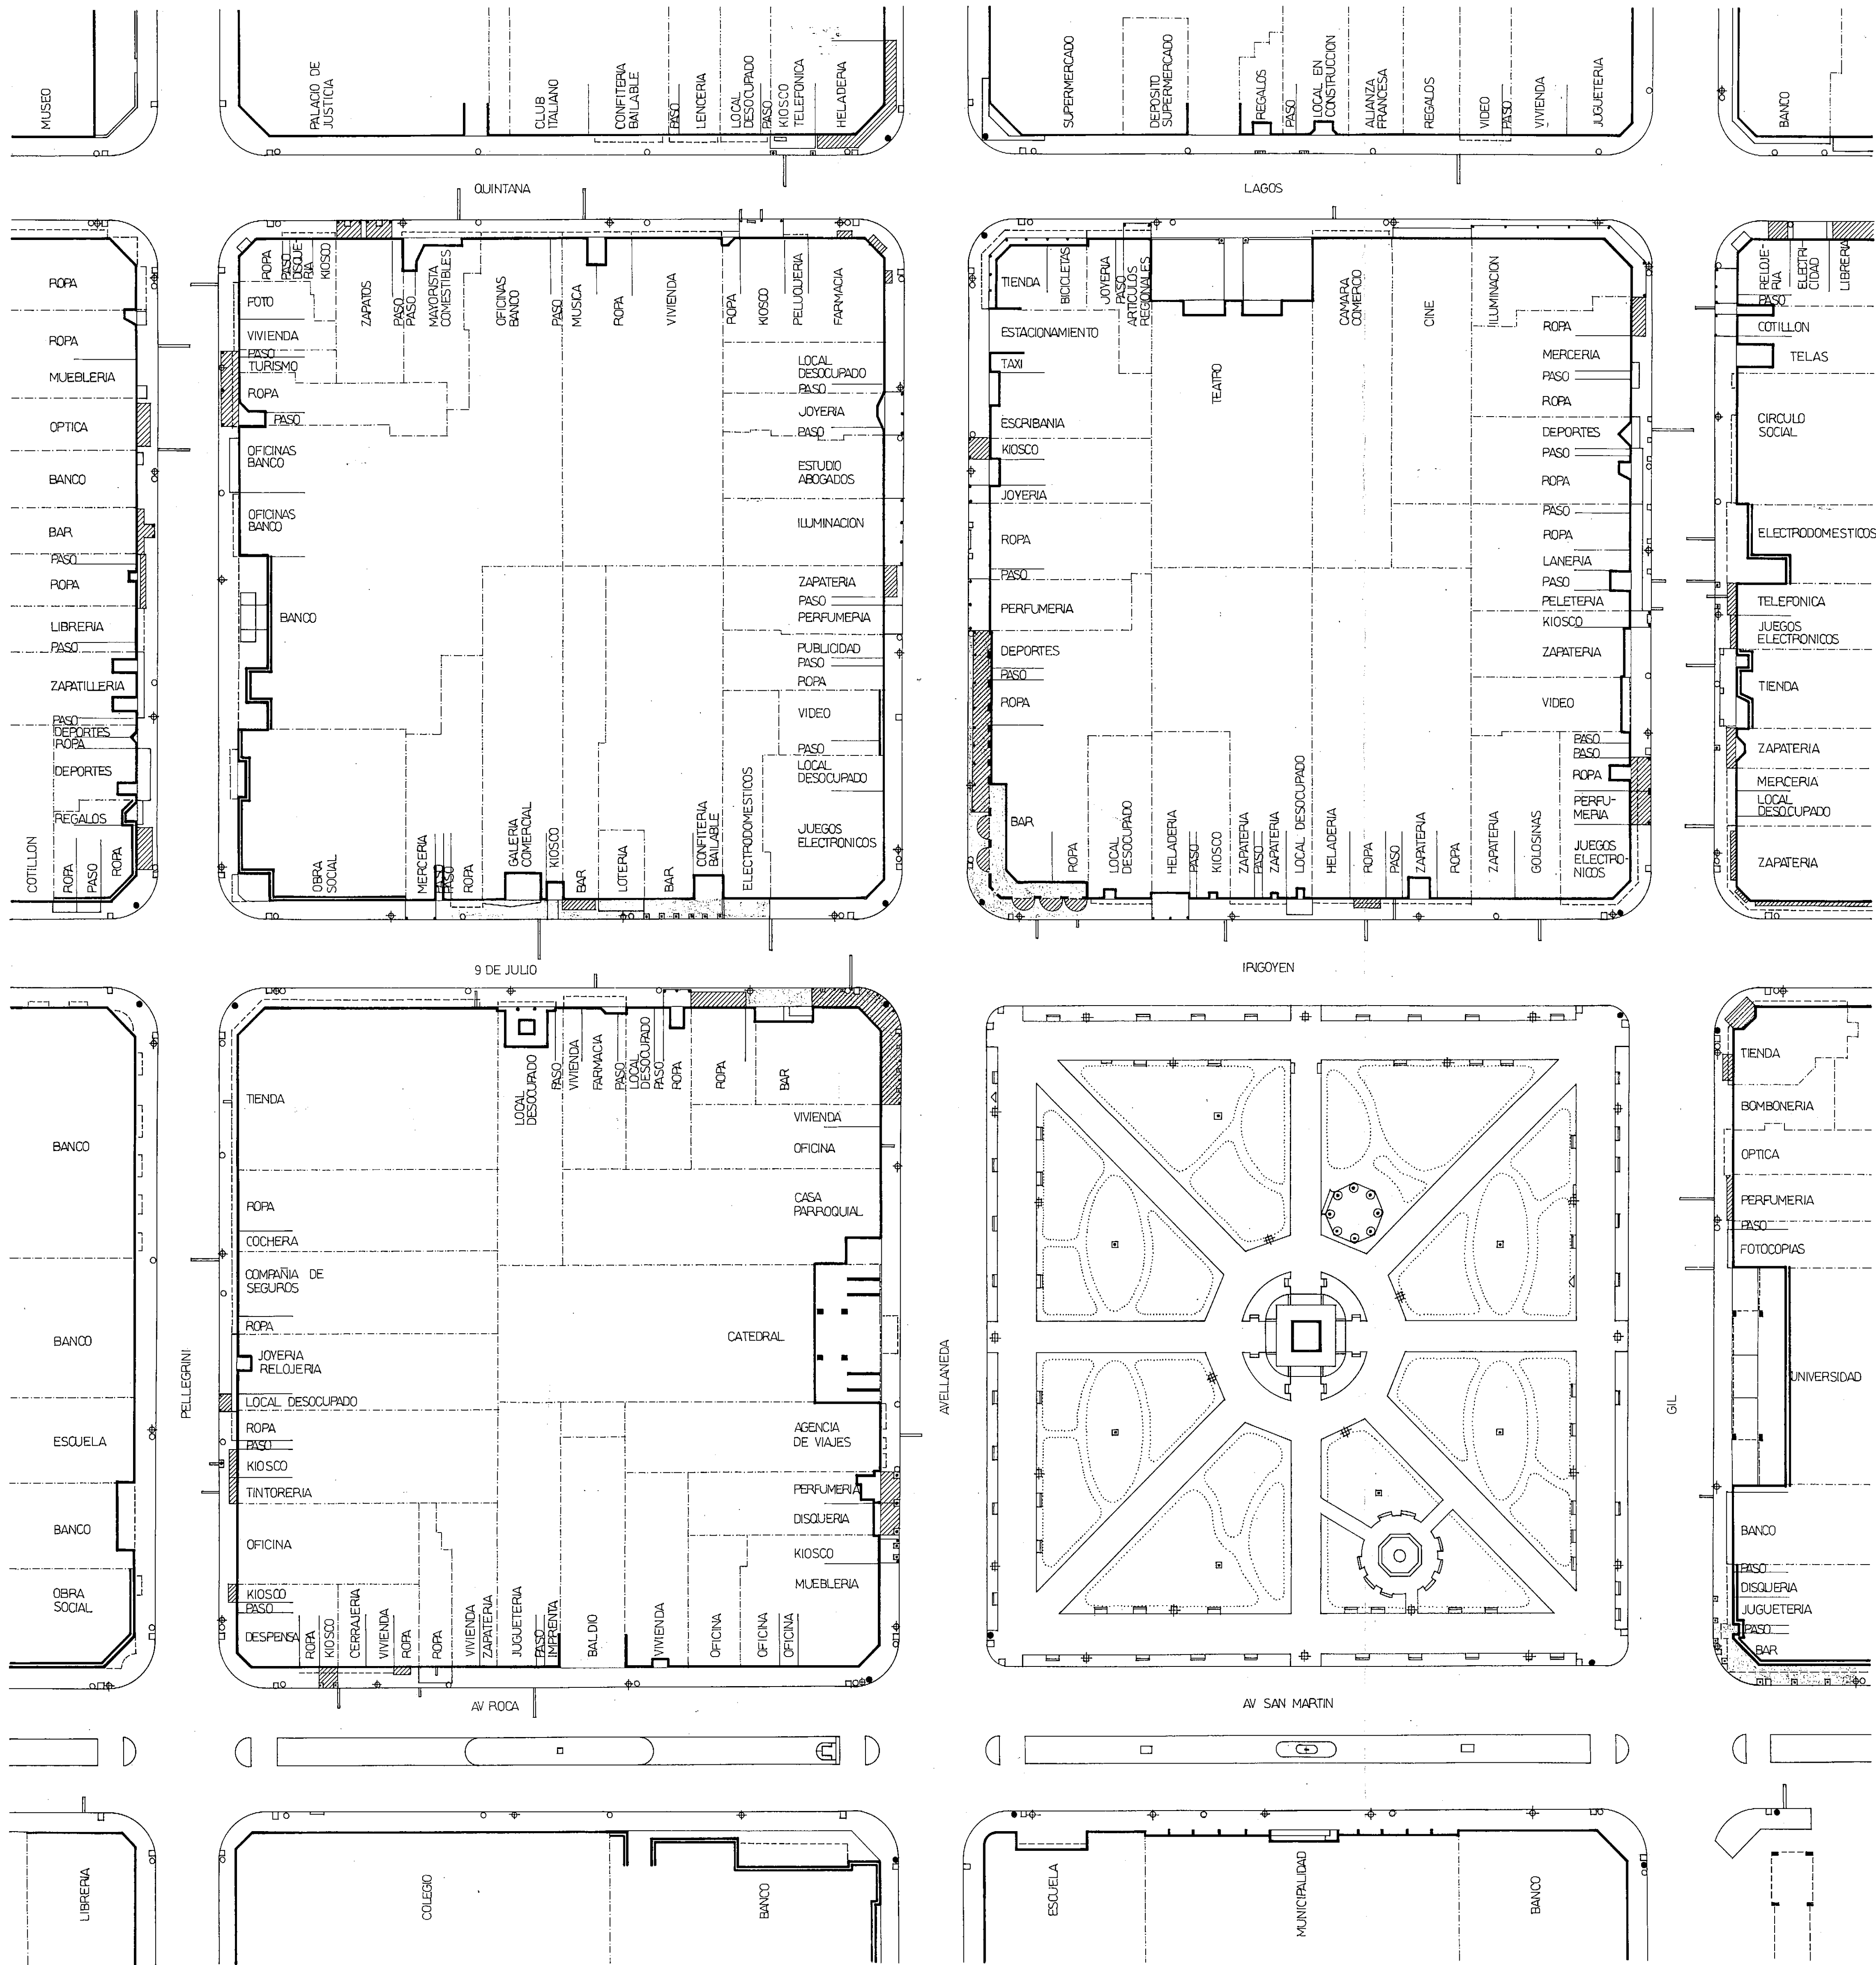 MUSEO
PALACIO DE
JUSTICIA
CLUB
ITALIANO
CONFITERIA
BAILABLE
PASO
LENCERIA
LOCAL
DESOCUPADO
PASO
KIOSCO
TELEFONICA
HELADERIA
SUPERMERCADO
DEPOSITO
SUPERMERCADO
REGALOS
PASO
LOCAL EN
CONSTRUCCION
ALIANZA
FRANCESA
REGALOS
VIDEO
PASO
VIVIENDA
JUGUETERIA
BANCO
QUINTANA
LAGOS
ROPA
ROPA
MUEBLERIA
OPTICA
BANCO
BAR
PASO
ROPA
LIBRERIA
PASO
ZAPATILLERIA
PASO
DEPORTES
ROPA
DEPORTES
REGALOS
COTILLON
ROPA
PASO
ROPA
ROPA
PASO
DISQUE-
RIA
KIOSCO
ZAPATOS
PASO
PASO
MAYORISTA
COMESTIBLES
OFICINAS
BANCO
PASO
MUSICA
ROPA
VIVIENDA
ROPA
KIOSCO
PELUQUERIA
FARMACIA
FOTO
VIVIENDA
PASO
TURISMO
ROPA
PASO
OFICINAS
BANCO
OFICINAS
BANCO
BANCO
LOCAL
DESOCUPADO
PASO
JOYERIA
PASO
ESTUDIO
ABOGADOS
ILUMINACION
ZAPATERIA
PASO
PERFUMERIA
PUBLICIDAD
PASO
ROPA
VIDEO
PASO
LOCAL
DESOCUPADO
JUEGOS
ELECTRONICOS
OBRA
SOCIAL
MERCERIA
PASO
PASO
ROPA
GALERIA
COMERCIAL
KIOSCO
BAR
LOTERIA
BAR
CONFITERIA
BAILABLE
ELECTRODOMESTICOS
TIENDA
BICICLETAS
JOYERIA
PASO
ARTICULOS
REGIONALES
TEATRO
CAMARA
COMERCIO
CINE
ILUMINACION
ESTACIONAMIENTO
TAXI
ESCRIBANIA
KIOSCO
JOYERIA
ROPA
PASO
PERFUMERIA
DEPORTES
PASO
ROPA
BAR
ROPA
MERCERIA
PASO
ROPA
DEPORTES
PASO
ROPA
PASO
ROPA
LANERIA
PASO
PELETERIA
KIOSCO
ZAPATERIA
VIDEO
PASO
PASO
ROPA
PERFU-
MERIA
JUEGOS
ELECTRO-
NICOS
ROPA
LOCAL
DESOCUPADO
HELADERIA
PASO
KIOSCO
ZAPATERIA
PASO
ZAPATERIA
LOCAL DESOCUPADO
HELADERIA
ROPA
PASO
ZAPATERIA
ROPA
ZAPATERIA
GOLOSINAS
RELOJE-
RIA
ELECTRI-
CIDAD
LIBRERIA
PASO
COTILLON
TELAS
CIRCULO
SOCIAL
ELECTRODOMESTICOS
TELEFONICA
JUEGOS
ELECTRONICOS
TIENDA
ZAPATERIA
MERCERIA
LOCAL
DESOCUPADO
ZAPATERIA
9 DE JULIO
IRIGOYEN
BANCO
BANCO
ESCUELA
BANCO
OBRA
SOCIAL
PELLEGRINI
TIENDA
ROPA
COCHERA
COMPAÑIA DE
SEGUROS
ROPA
JOYERIA
RELOJERIA
LOCAL DESOCUPADO
ROPA
PASO
KIOSCO
TINTORERIA
OFICINA
KIOSCO
PASO
DESPENSA
LOCAL
DESOCUPADO
PASO
VIVIENDA
FARMACIA
PASO
LOCAL
DESOCUPADO
PASO
ROPA
ROPA
BAR
VIVIENDA
OFICINA
CASA
PARROQUIAL
CATEDRAL
AGENCIA
DE VIAJES
PERFUMERIA
DISQUERIA
KIOSCO
MUEBLERIA
ROPA
KIOSCO
CERRAJERIA
VIVIENDA
ROPA
ROPA
VIVIENDA
ZAPATERIA
JUGUETERIA
PASO
IMPRENTA
BALDIO
VIVIENDA
OFICINA
OFICINA
OFICINA
AVELLANEDA
GIL
TIENDA
BOMBONERIA
OPTICA
PERFUMERIA
PASO
FOTOCOPIAS
UNIVERSIDAD
BANCO
PASO
DISQUERIA
JUGUETERIA
PASO
BAR
AV ROCA
AV SAN MARTIN
LIBRERIA
COLEGIO
BANCO
ESCUELA
MUNICIPALIDAD
BANCO